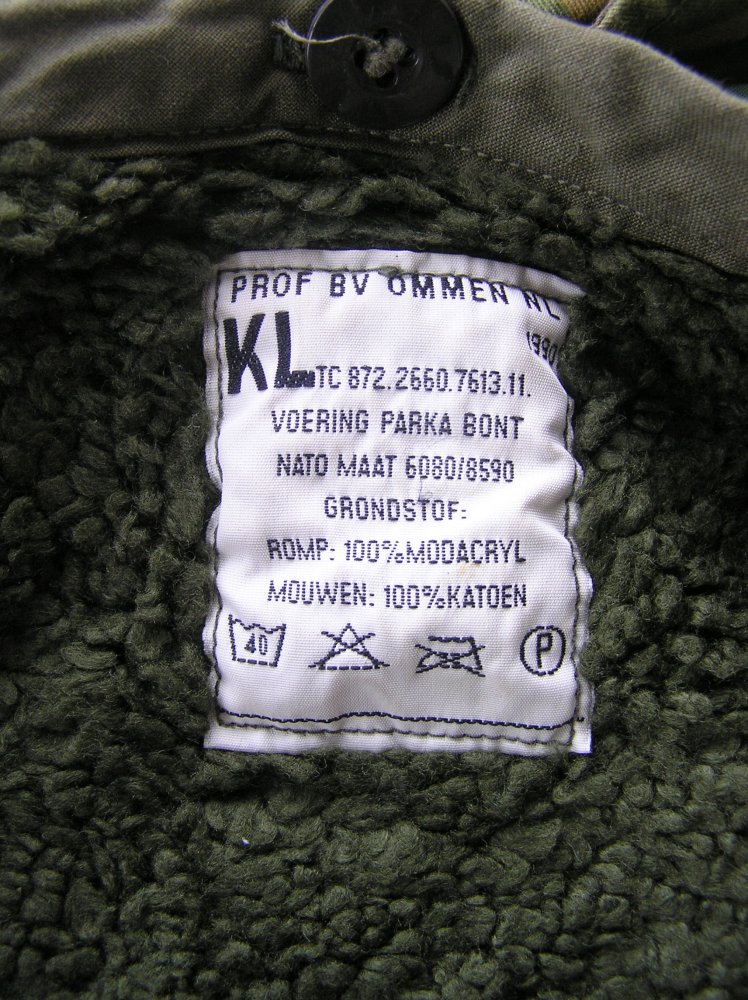 PROF BV OMMEN NL
1990
KL TC 872.2660.7613.11.
VOERING PARKA BONT
NATO MAAT 6080/8590
GRONDSTOF:
ROMP: 100%MODACRYL
MOUWEN: 100%KATOEN
40 P